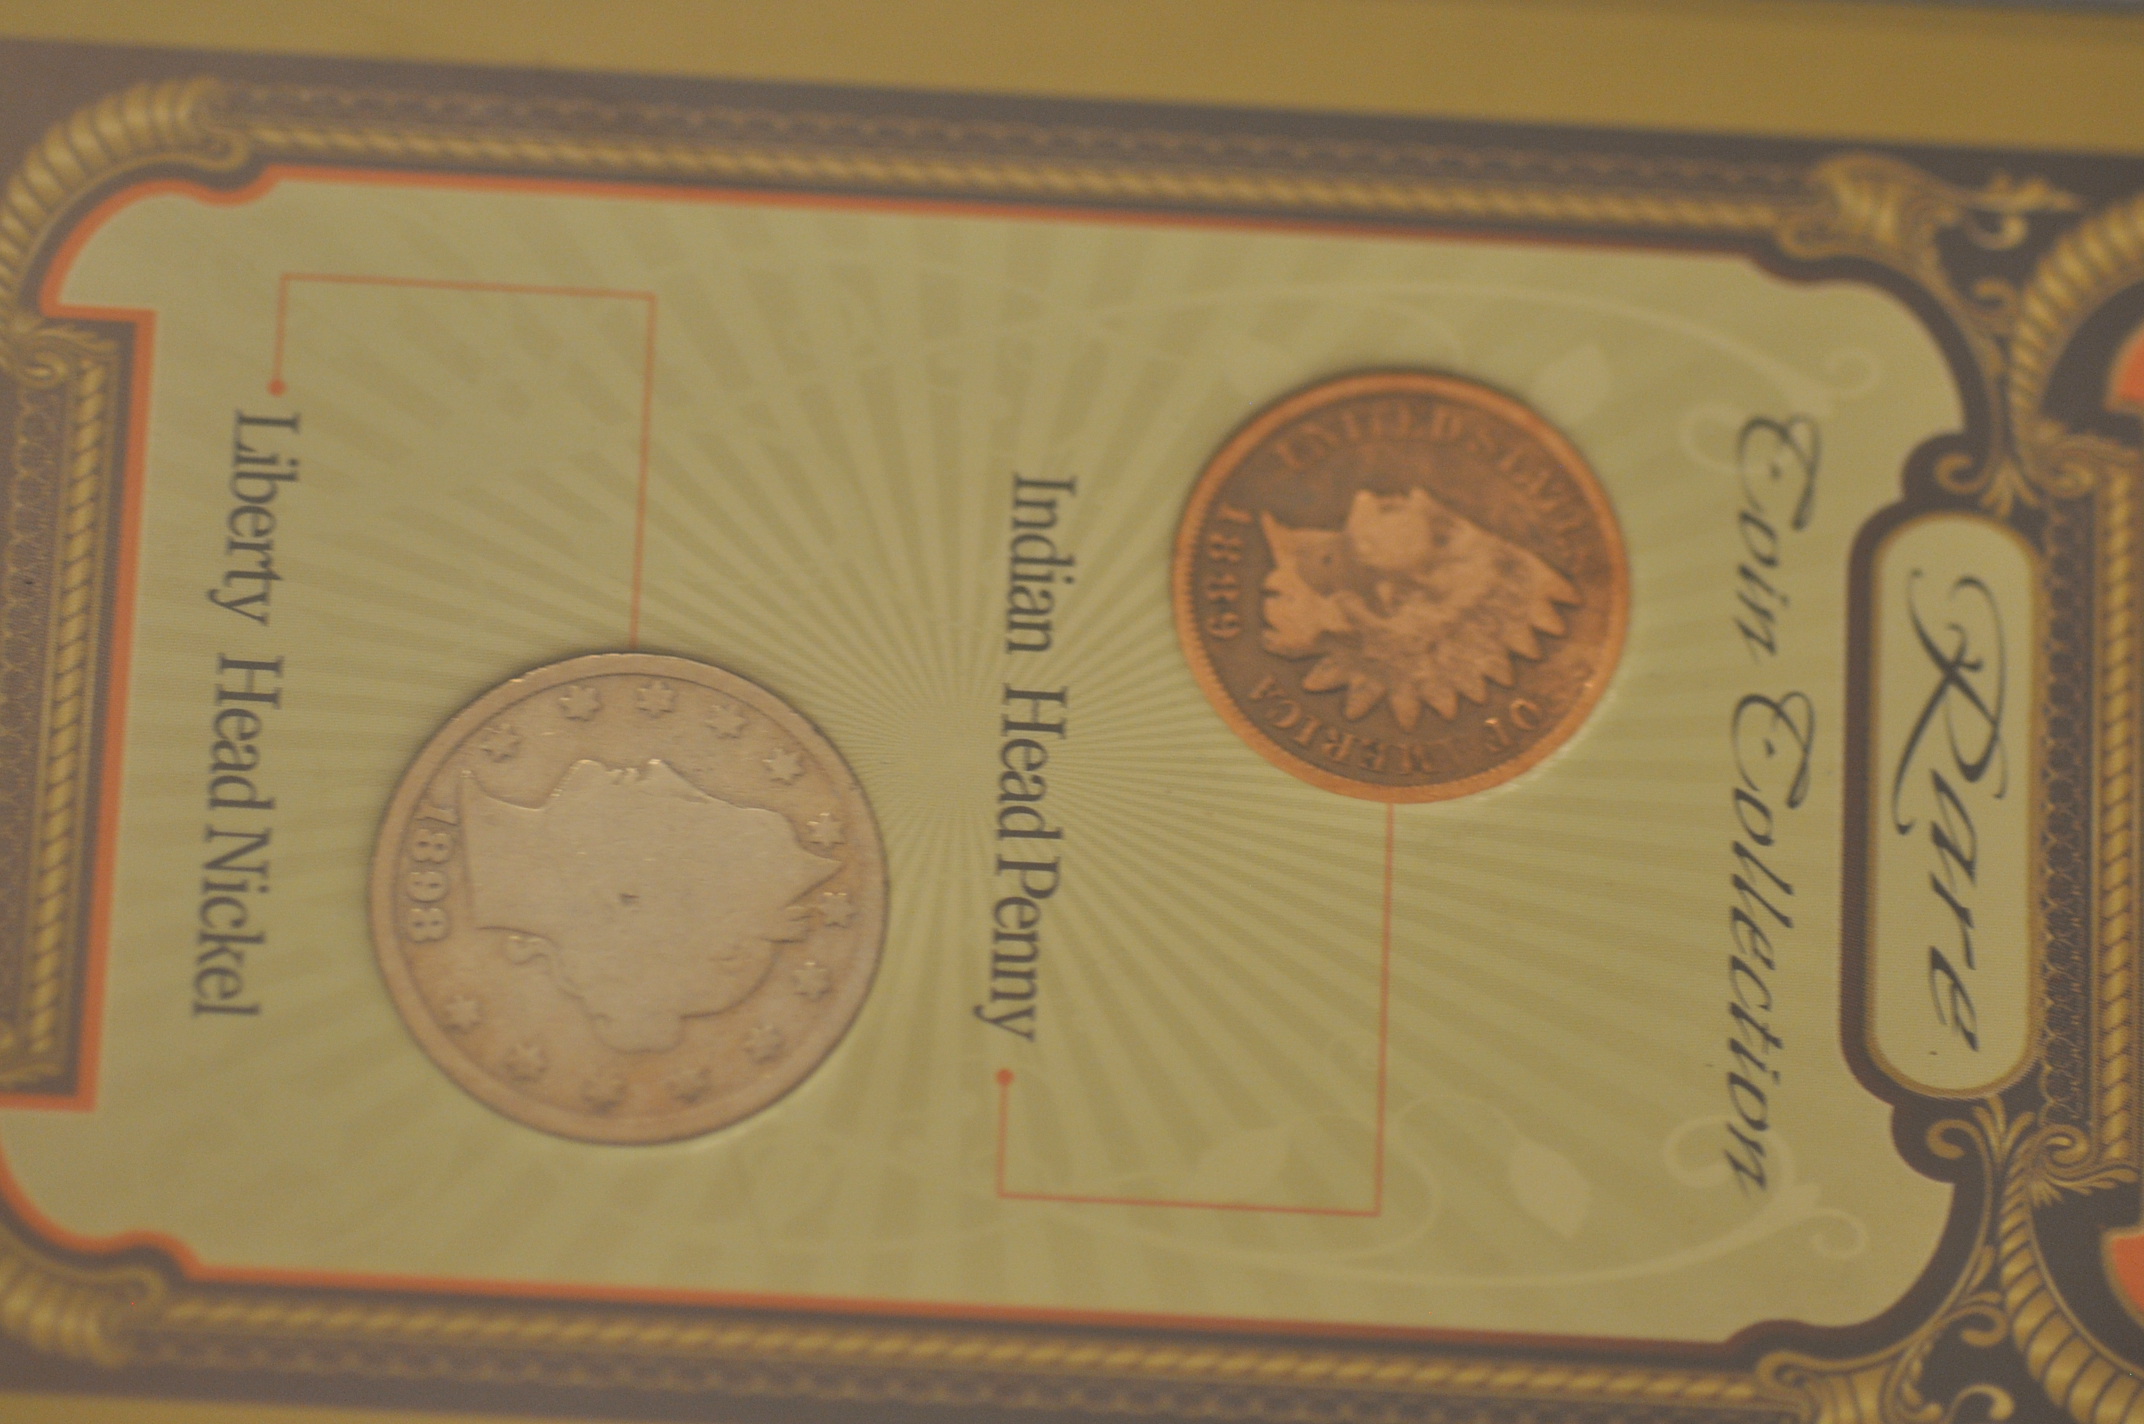 Rare
Coin Collection
UNITED STATES OF AMERICA
1889
Indian Head Penny
1898
Liberty Head Nickel